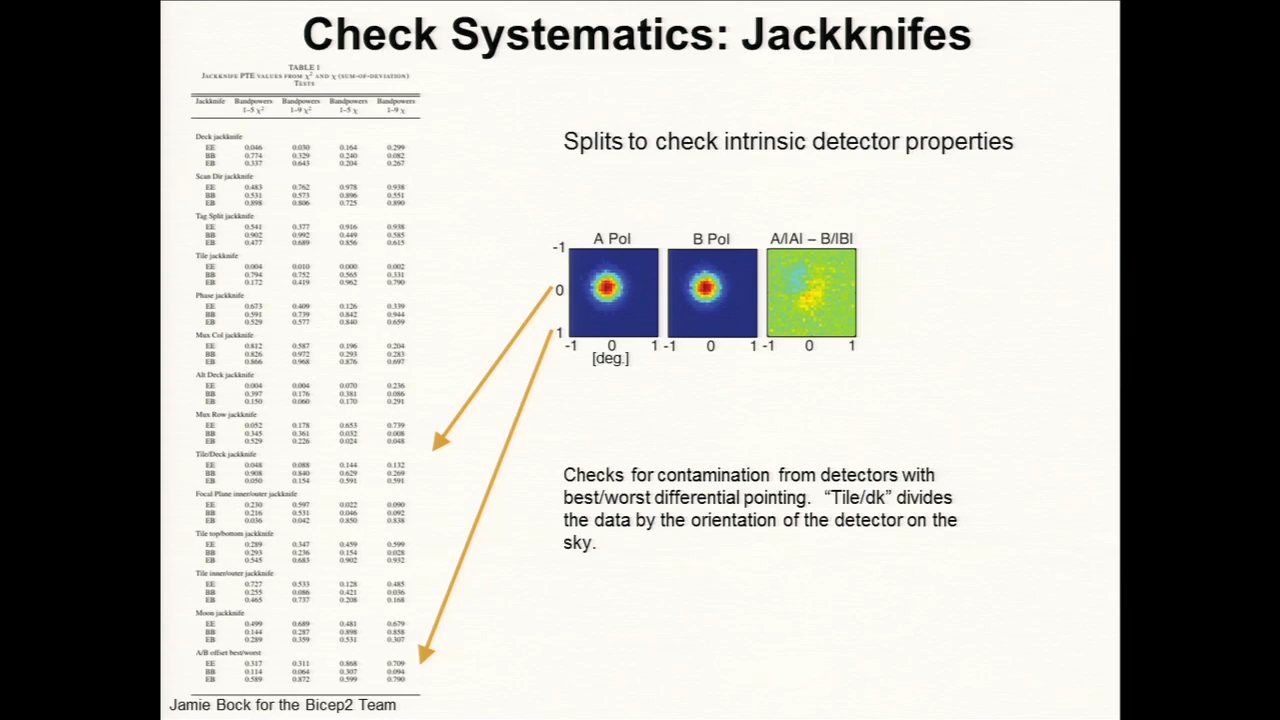 Check Systematics: Jackknifes
TABLE 1
JACKKNIFE PTE VALUES FROM χ² AND χ (SUM-OF-DEVIATION)
TESTS
Jackknife Bandpowers Bandpowers Bandpowers Bandpowers
1–5 χ² 1–9 χ² 1–5 χ 1–9 χ
Deck jackknife
EE 0.046 0.030 0.164 0.299
BB 0.774 0.329 0.240 0.082
EB 0.337 0.643 0.204 0.267
Scan Dir jackknife
EE 0.483 0.762 0.978 0.938
BB 0.531 0.573 0.896 0.551
EB 0.898 0.806 0.725 0.890
Tag Split jackknife
EE 0.541 0.377 0.916 0.938
BB 0.902 0.992 0.449 0.585
EB 0.477 0.689 0.856 0.615
Tile jackknife
EE 0.004 0.010 0.000 0.002
BB 0.794 0.752 0.565 0.331
EB 0.172 0.419 0.962 0.790
Phase jackknife
EE 0.673 0.409 0.126 0.339
BB 0.591 0.739 0.842 0.944
EB 0.529 0.577 0.840 0.659
Mux Col jackknife
EE 0.812 0.587 0.196 0.204
BB 0.826 0.972 0.293 0.283
EB 0.866 0.968 0.876 0.697
Alt Deck jackknife
EE 0.004 0.004 0.070 0.236
BB 0.397 0.176 0.381 0.086
EB 0.150 0.060 0.170 0.291
Mux Row jackknife
EE 0.052 0.178 0.653 0.739
BB 0.345 0.361 0.032 0.008
EB 0.529 0.226 0.024 0.048
Tile/Deck jackknife
EE 0.048 0.088 0.144 0.132
BB 0.908 0.840 0.629 0.269
EB 0.050 0.154 0.591 0.591
Focal Plane inner/outer jackknife
EE 0.230 0.597 0.022 0.090
BB 0.216 0.531 0.046 0.092
EB 0.036 0.042 0.850 0.838
Tile top/bottom jackknife
EE 0.289 0.347 0.459 0.599
BB 0.293 0.236 0.154 0.028
EB 0.545 0.683 0.902 0.932
Tile inner/outer jackknife
EE 0.727 0.533 0.128 0.485
BB 0.255 0.086 0.421 0.036
EB 0.465 0.737 0.208 0.168
Moon jackknife
EE 0.499 0.689 0.481 0.679
BB 0.144 0.287 0.898 0.858
EB 0.289 0.359 0.531 0.307
A/B offset best/worst
EE 0.317 0.311 0.868 0.709
BB 0.114 0.064 0.307 0.094
EB 0.589 0.872 0.599 0.790
Splits to check intrinsic detector properties
A Pol B Pol A/|A| – B/|B|
-1
0
1
-1 0 1 -1 0 1 -1 0 1
[deg.]
Checks for contamination from detectors with
best/worst differential pointing. “Tile/dk” divides
the data by the orientation of the detector on the
sky.
Jamie Bock for the Bicep2 Team